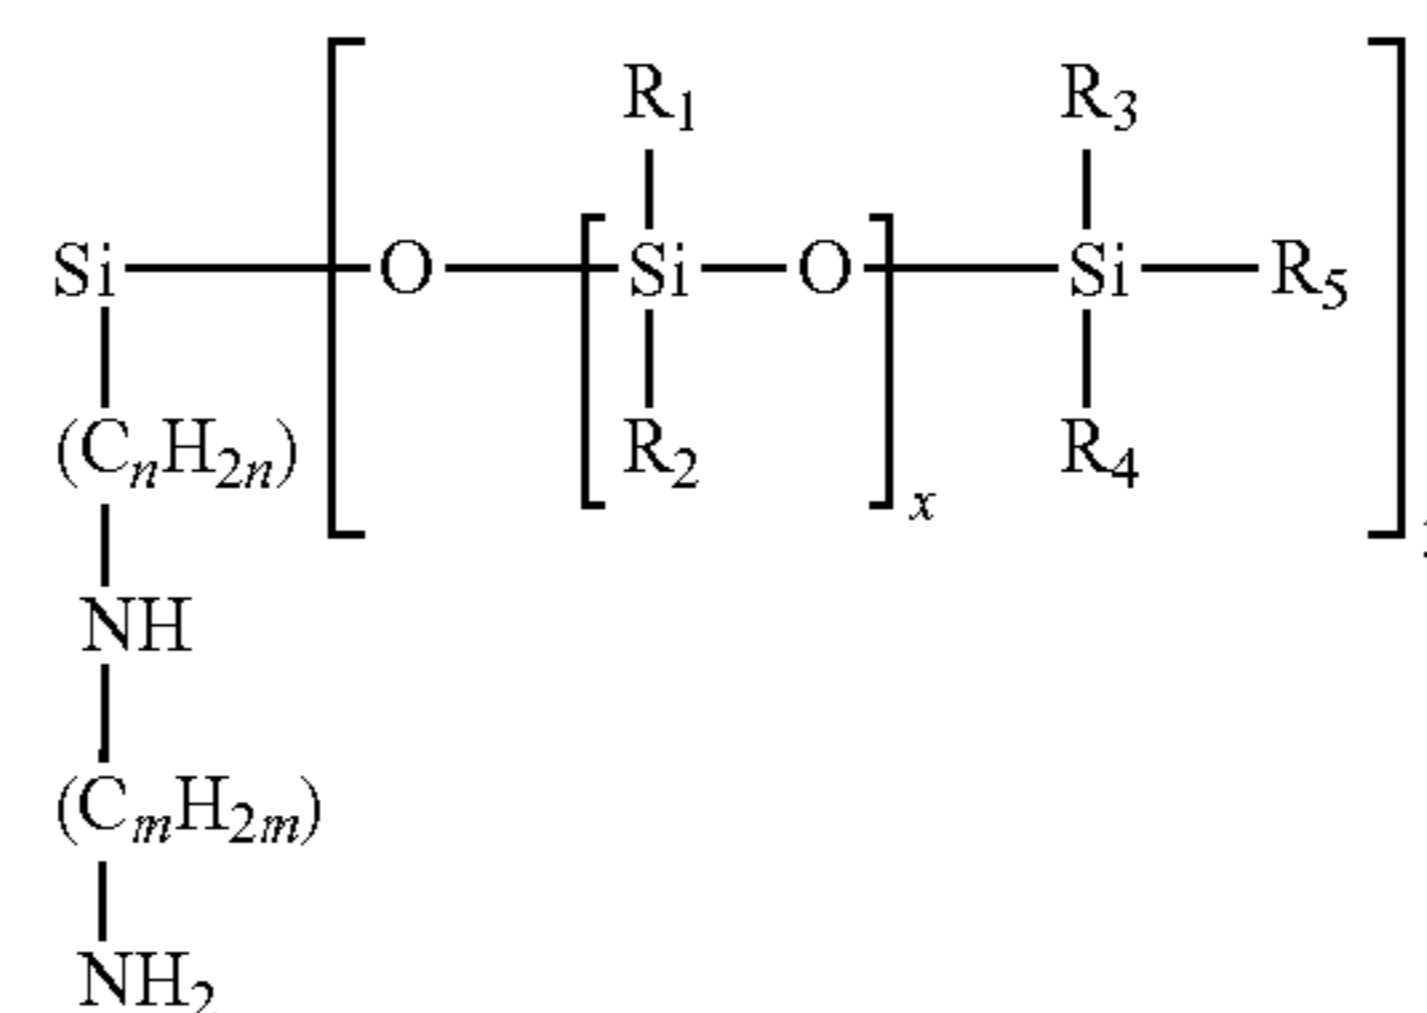 R1 R3
Si O Si O Si R5
(CnH2n) R2 x R4
NH
(CmH2m)
NH2